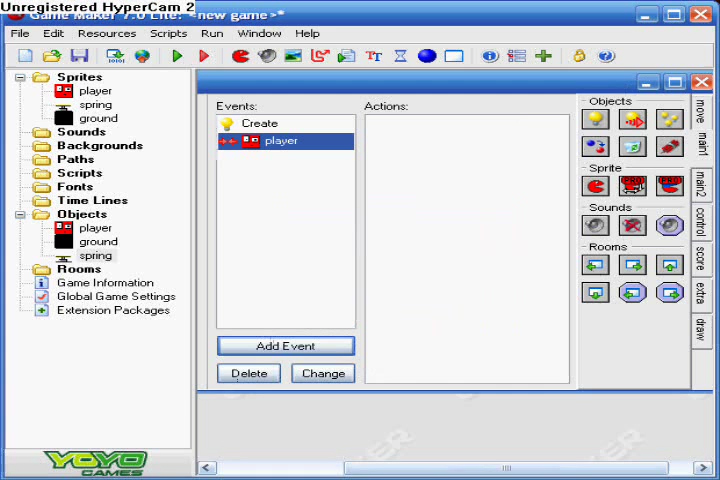 Unregistered HyperCam 2
Game Maker 7.0 Lite: <new game>*
File Edit Resources Scripts Run Window Help
Sprites
player
spring
ground
Sounds
Backgrounds
Paths
Scripts
Fonts
Time Lines
Objects
player
ground
spring
Rooms
Game Information
Global Game Settings
Extension Packages
YOYO
GAMES
Events:
Create
player
Add Event
Delete Change
Actions:
Objects
Sprite
PRO PRO
Sounds
Rooms
move
main1
main2
control
score
extra
draw